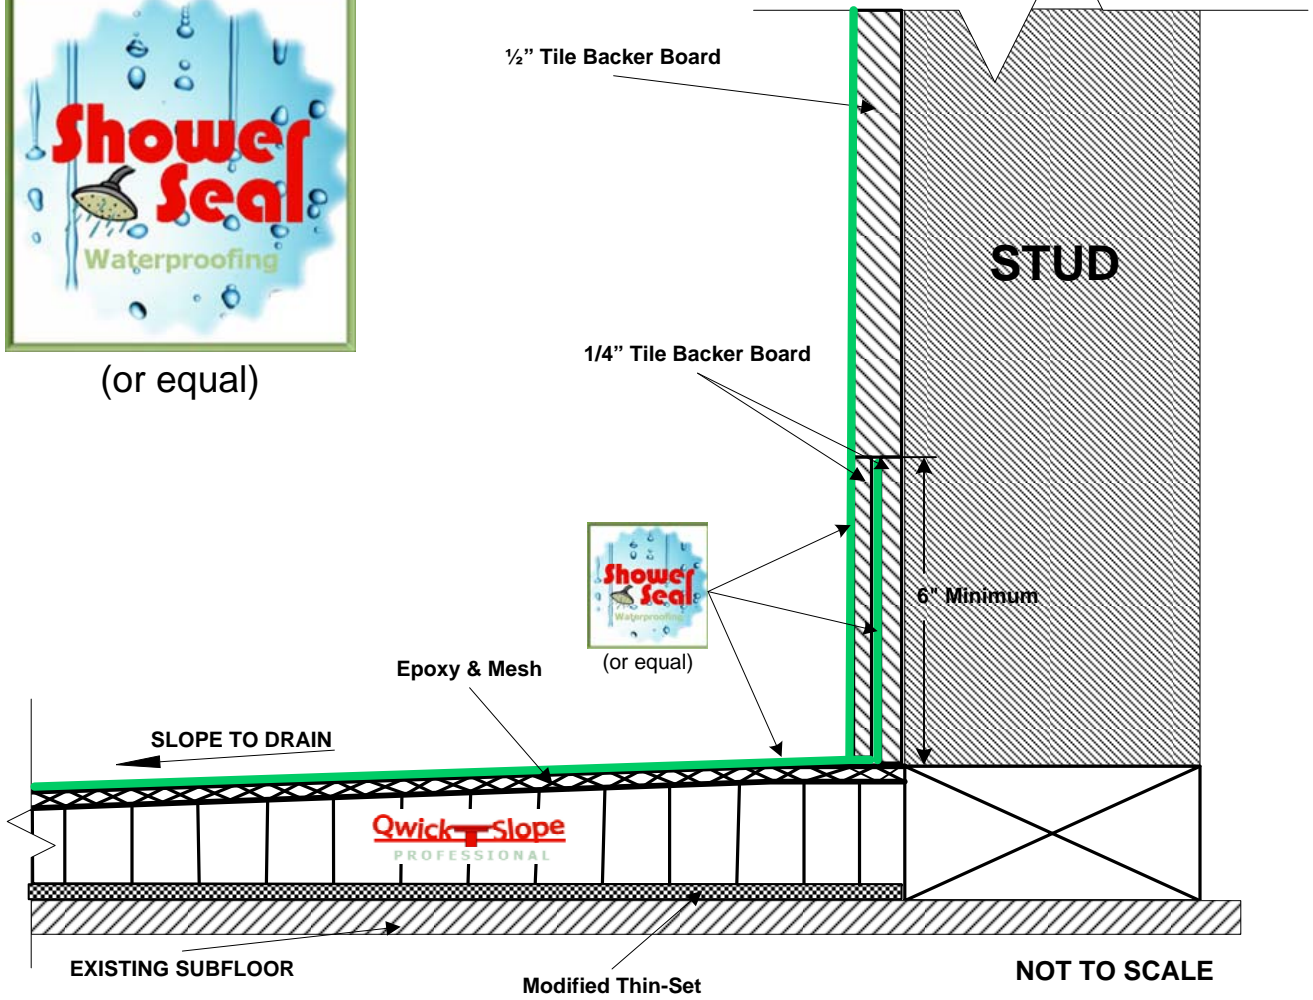 Shower
Seal
Waterproofing
(or equal)
½” Tile Backer Board
STUD
1/4” Tile Backer Board
6" Minimum
Shower
Seal
Waterproofing
(or equal)
Epoxy & Mesh
SLOPE TO DRAIN
Qwick Slope
PROFESSIONAL
EXISTING SUBFLOOR
Modified Thin-Set
NOT TO SCALE